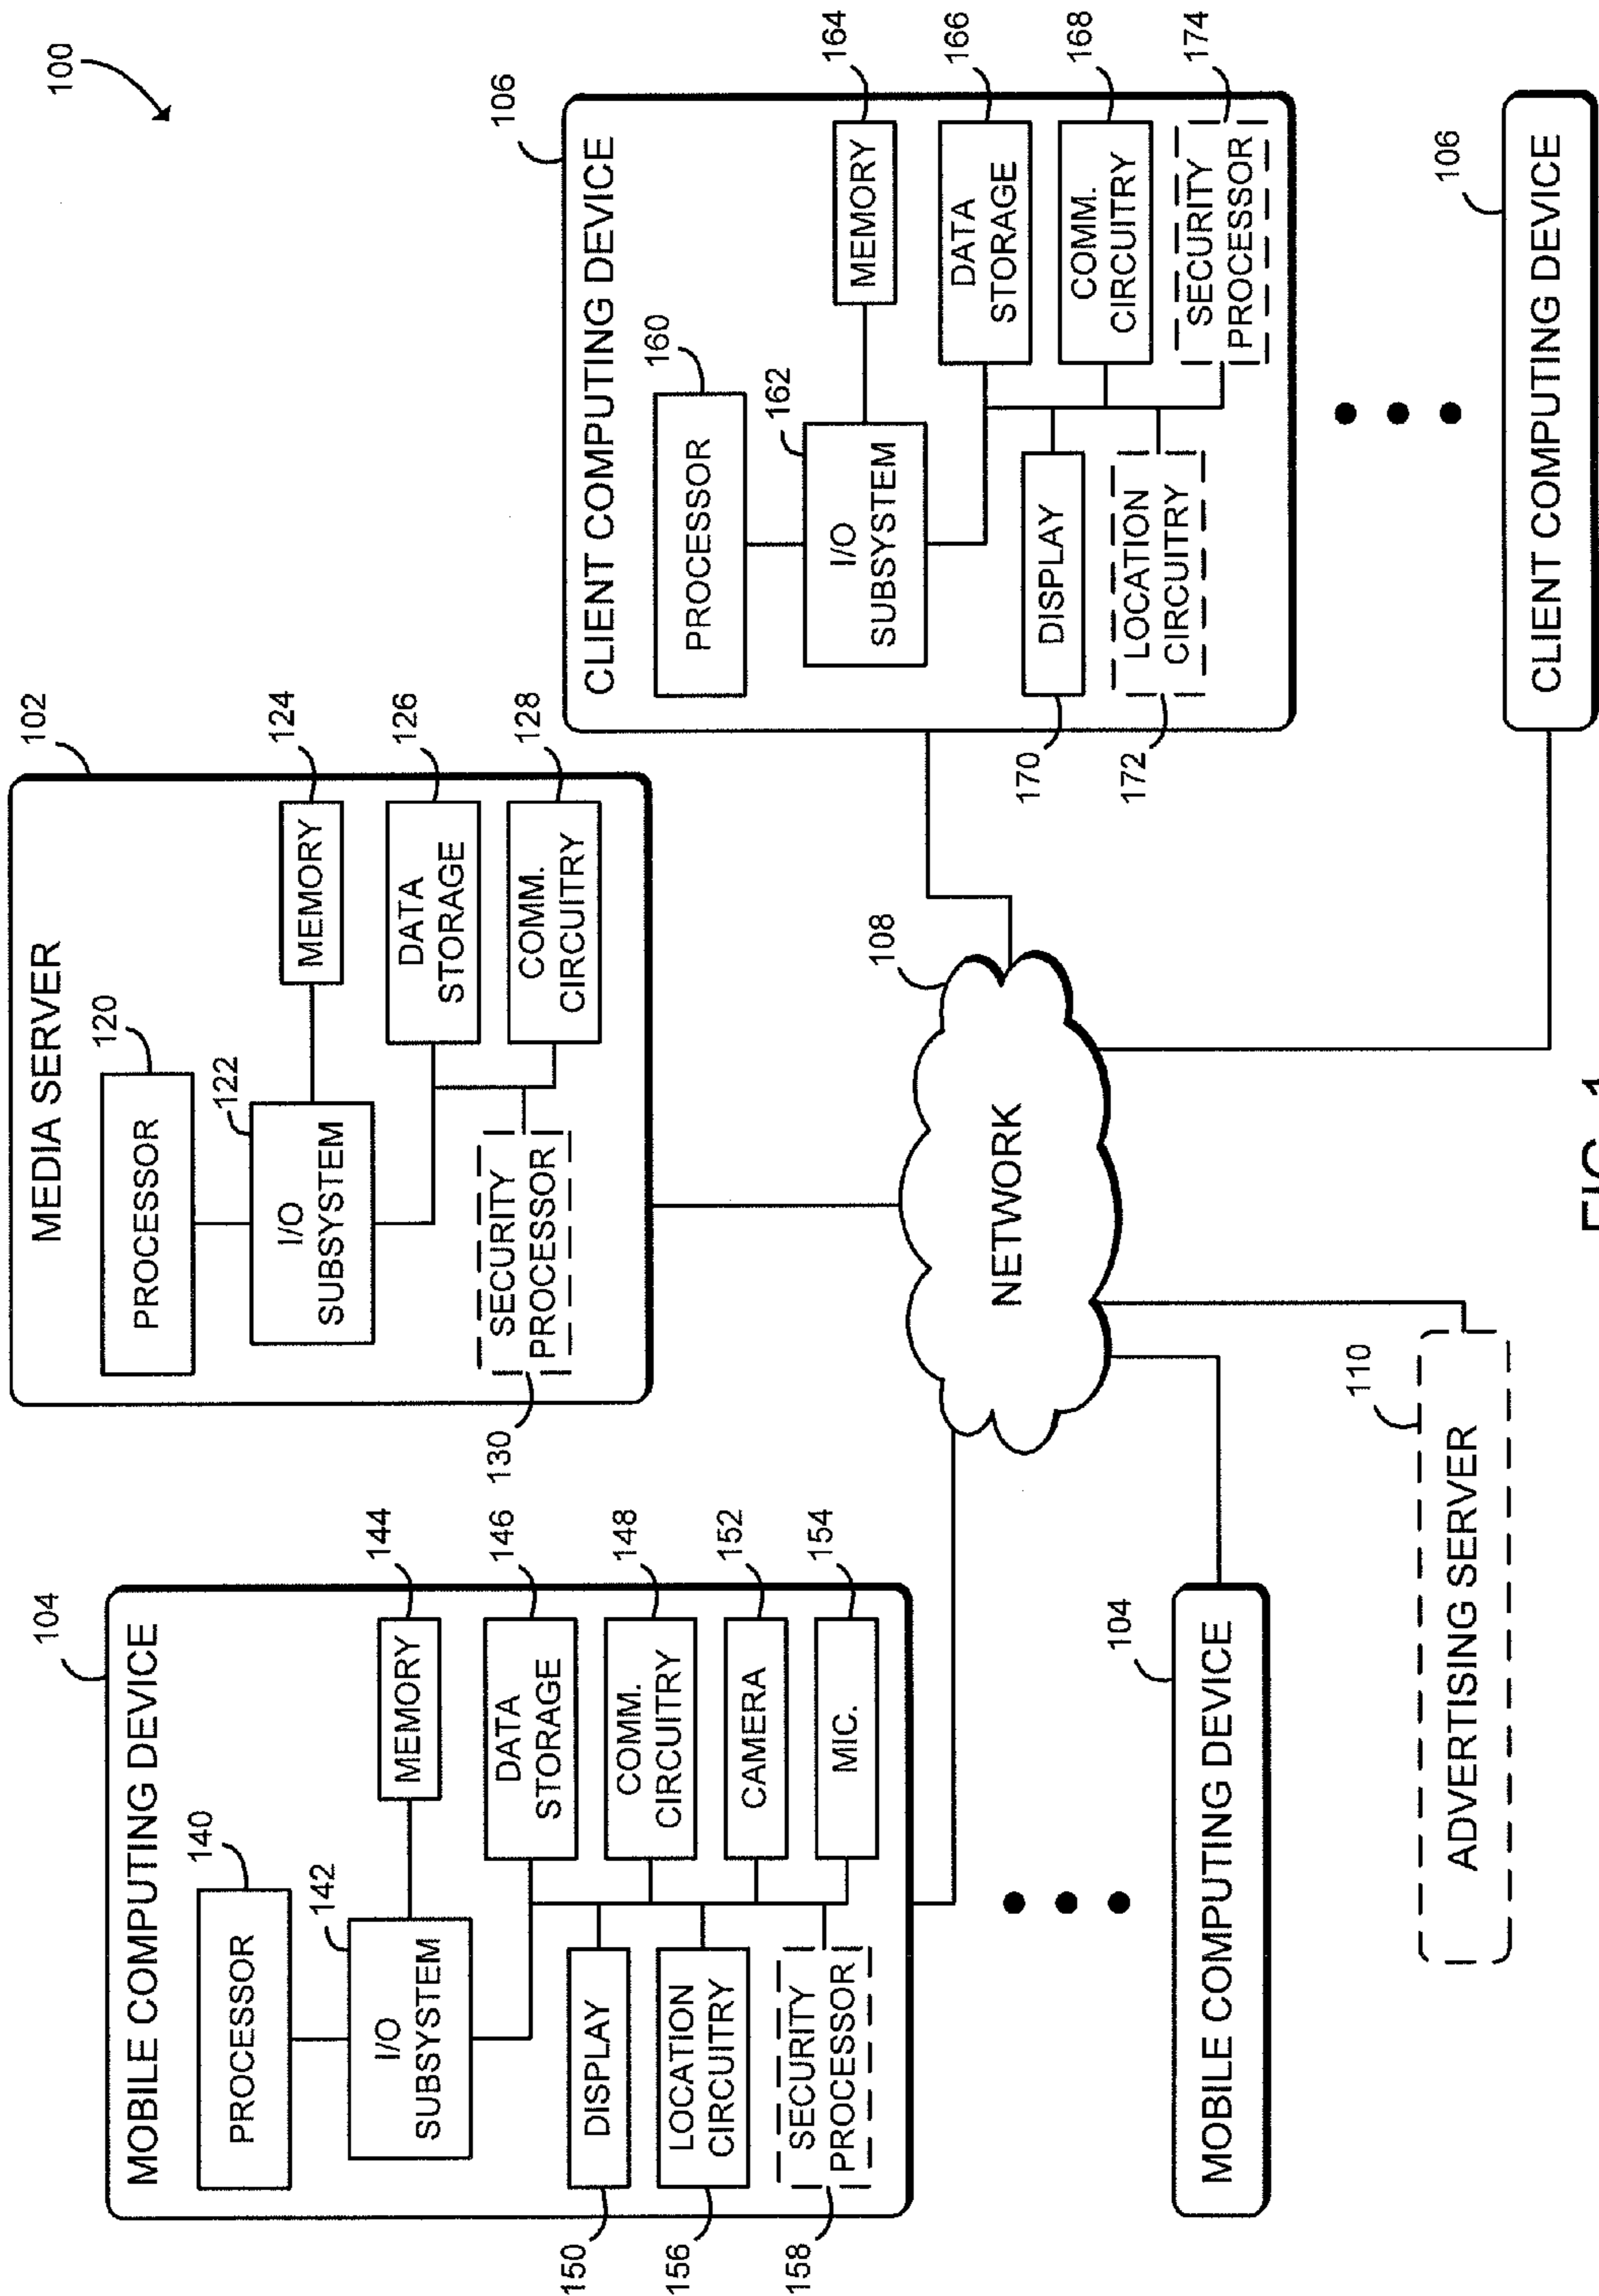 100
MOBILE COMPUTING DEVICE
104
PROCESSOR
140
I/O
SUBSYSTEM
142
MEMORY
144
DATA
STORAGE
146
DISPLAY
150
COMM.
CIRCUITRY
148
LOCATION
CIRCUITRY
156
CAMERA
152
SECURITY
PROCESSOR
158
MIC.
154
MOBILE COMPUTING DEVICE
104
MEDIA SERVER
102
PROCESSOR
120
I/O
SUBSYSTEM
122
MEMORY
124
DATA
STORAGE
126
SECURITY
PROCESSOR
130
COMM.
CIRCUITRY
128
NETWORK
108
ADVERTISING SERVER
110
CLIENT COMPUTING DEVICE
106
PROCESSOR
160
I/O
SUBSYSTEM
162
MEMORY
164
DATA
STORAGE
166
DISPLAY
170
COMM.
CIRCUITRY
168
LOCATION
CIRCUITRY
172
SECURITY
PROCESSOR
174
CLIENT COMPUTING DEVICE
106
FIG. 1